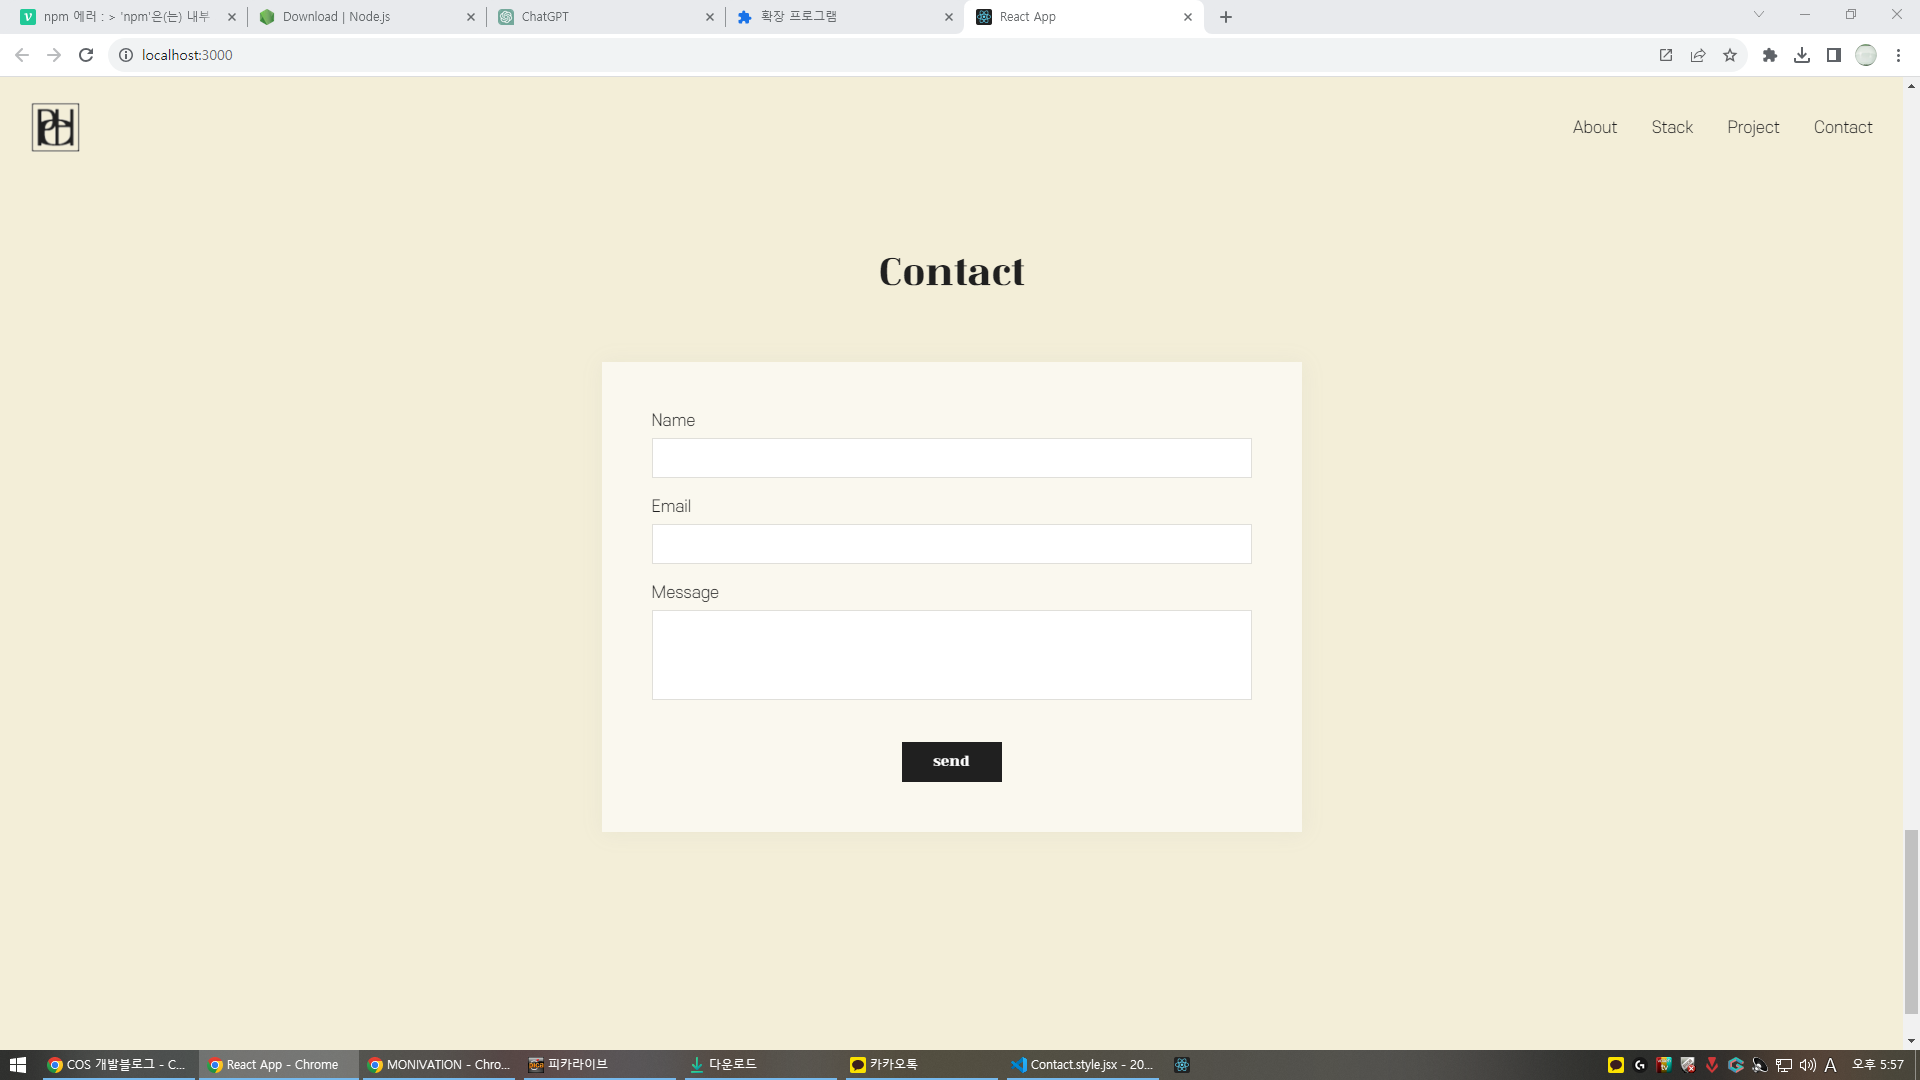 npm 에러 : > 'npm'은(는) 내부
Download | Node.js
ChatGPT
확장 프로그램
React App
localhost:3000
About
Stack
Project
Contact
Contact
Name
Email
Message
send
COS 개발블로그 - C...
React App - Chrome
MONIVATION - Chro...
피카라이브
다운로드
카카오톡
Contact.style.jsx - 20...
A
오후 5:57